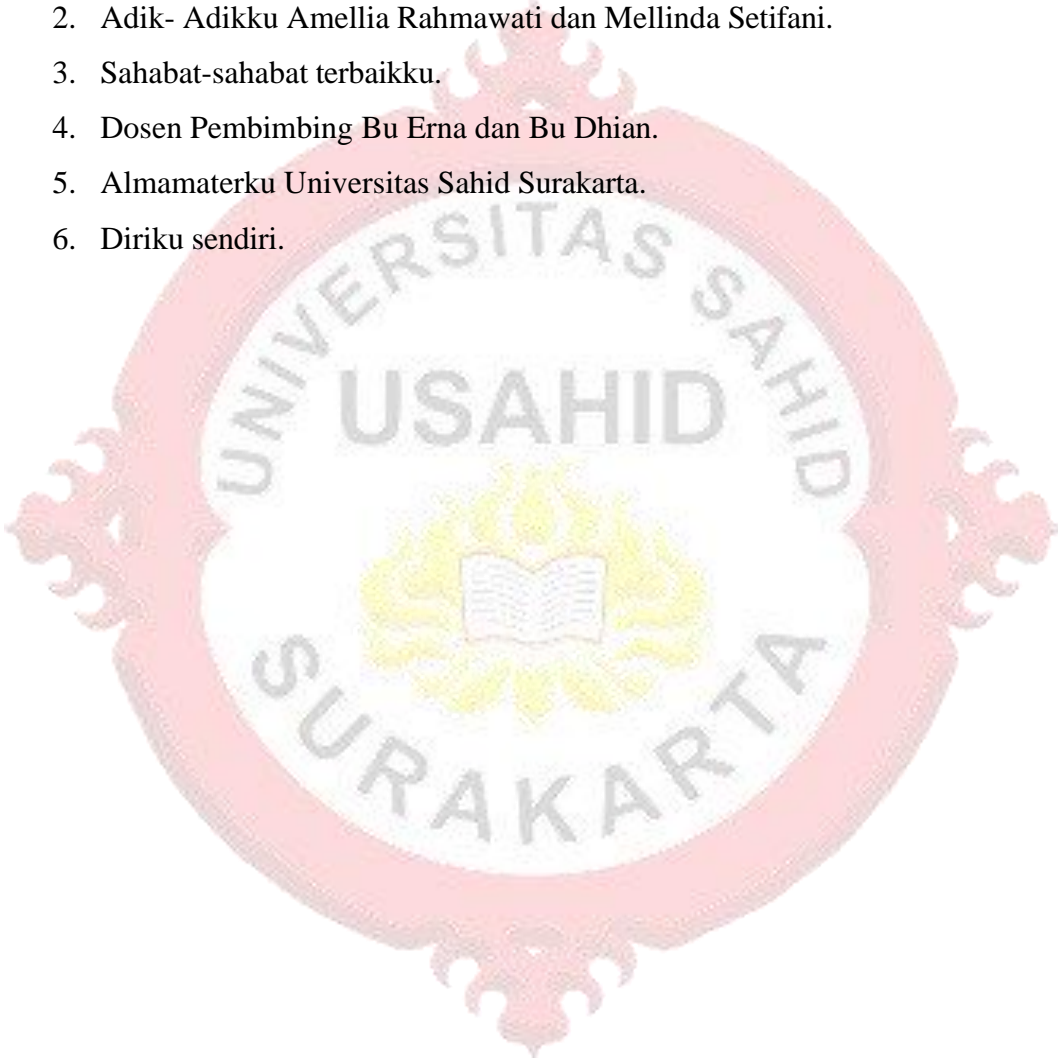 2. Adik- Adikku Amellia Rahmawati dan Mellinda Setifani.
3. Sahabat-sahabat terbaikku.
4. Dosen Pembimbing Bu Erna dan Bu Dhian.
5. Almamaterku Universitas Sahid Surakarta.
6. Diriku sendiri.
UNIVERSITAS SAHID
USAHID
SURAKARTA